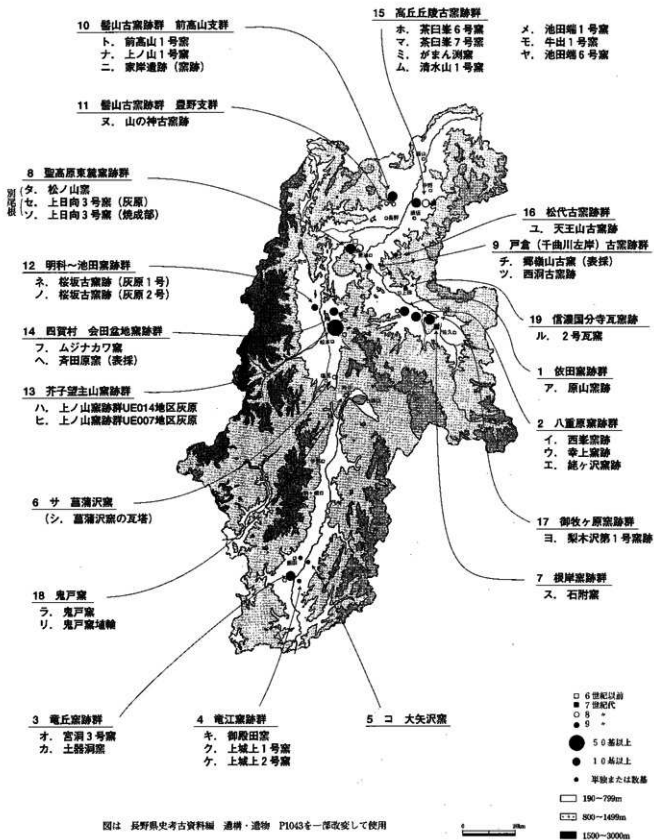 10 髻山古窯跡群 前高山支群
ト. 前高山1号窯
ナ. 上ノ山1号窯
ニ. 家岸遺跡(窯跡)
15 高丘丘陵古窯跡群
ホ. 茶臼峯6号窯
マ. 茶臼峯7号窯
ミ. がまん渕窯
ム. 清水山1号窯
メ. 池田端1号窯
モ. 牛出1号窯
ヤ. 池田端6号窯
11 髻山古窯跡群 豊野支群
ヌ. 山の神古窯跡
8 聖高原東麓窯跡群
別尾根
タ. 松ノ山窯
セ. 上日向3号窯(灰原)
ソ. 上日向3号窯(焼成部)
16 松代古窯跡群
ユ. 天王山古窯跡
9 戸倉(千曲川左岸)古窯跡群
チ. 郷嶺山古窯(表採)
ツ. 西洞古窯跡
12 明科~池田窯跡群
ネ. 桜坂古窯跡(灰原1号)
ノ. 桜坂古窯跡(灰原2号)
19 信濃国分寺瓦窯跡
ル. 2号瓦窯
14 四賀村 会田盆地窯跡群
フ. ムジナカワ窯
ヘ. 斉田原窯(表採)
1 依田窯跡群
ア. 原山窯跡
13 芥子望主山窯跡群
ハ. 上ノ山窯跡群UE014地区灰原
ヒ. 上ノ山窯跡群UE007地区灰原
2 八重原窯跡群
イ. 西峯窯跡
ウ. 幸上窯跡
エ. 姥ヶ沢窯跡
6 サ 菖蒲沢窯
(シ. 菖蒲沢窯の瓦塔)
17 御牧ヶ原窯跡群
ヨ. 梨木沢第1号窯跡
7 根岸窯跡群
ス. 石附窯
18 鬼戸窯
ラ. 鬼戸窯
リ. 鬼戸窯埴輪
3 竜丘窯跡群
オ. 宮洞3号窯
カ. 土器洞窯
4 竜江窯跡群
キ. 御殿田窯
ク. 上城上1号窯
ケ. 上城上2号窯
5 コ 大矢沢窯
□ 6世紀以前
■ 7世紀代
○ 8 〃
● 9 〃
● 50基以上
● 10基以上
• 単独または数基
190~799m
800~1499m
1500~3000m
図は 長野県史考古資料編 遺構・遺物 P1043を一部改変して使用